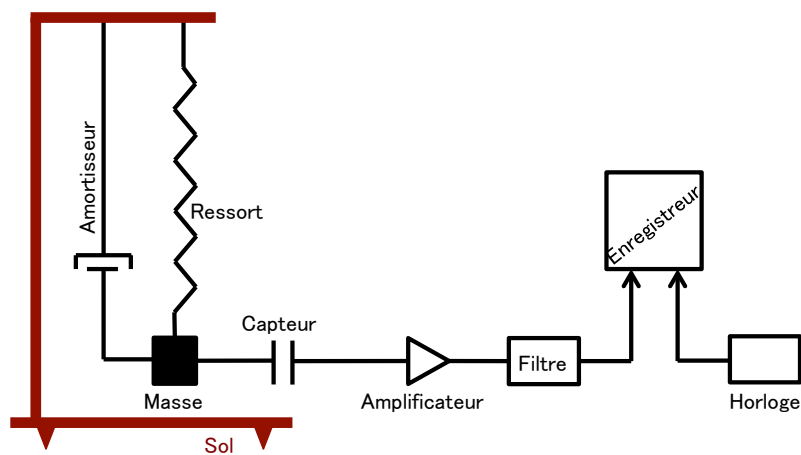 Amortisseur
Ressort
Enregistreur
Capteur
Filtre
Masse
Amplificateur
Horloge
Sol